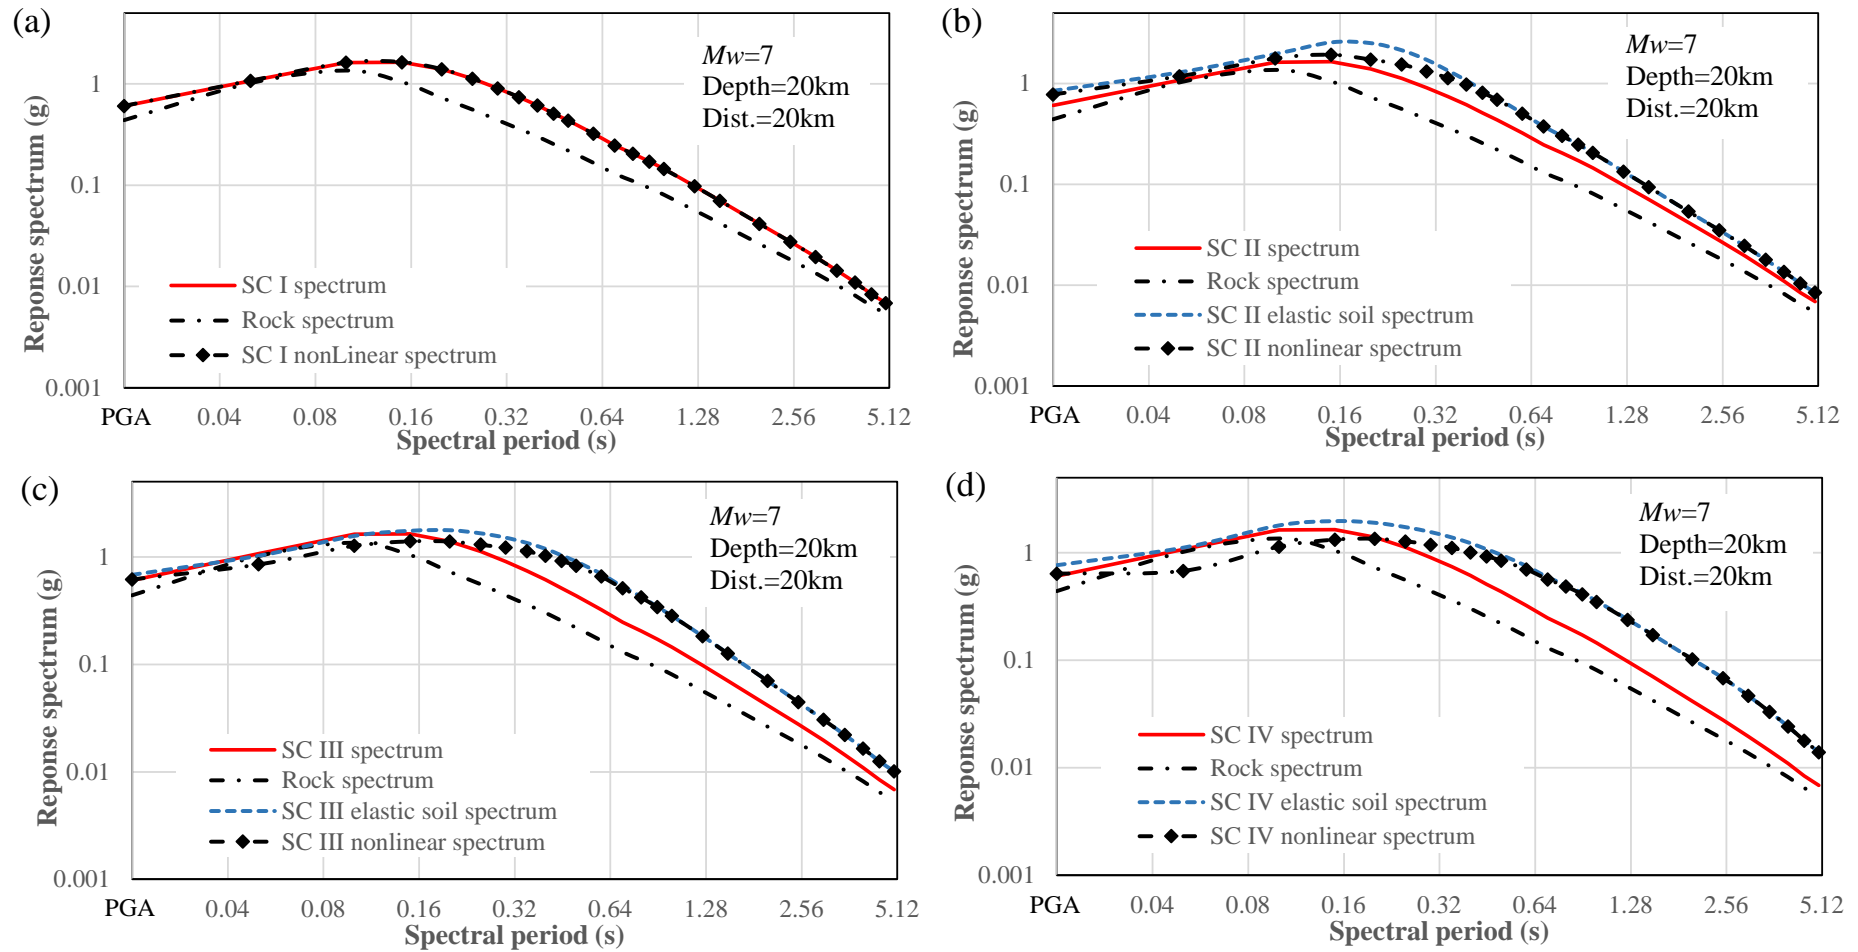 (a)
Reponse spectrum (g)
1
0.1
0.01
0.001
Mw=7
Depth=20km
Dist.=20km
SC I spectrum
Rock spectrum
SC I nonLinear spectrum
PGA 0.04 0.08 0.16 0.32 0.64 1.28 2.56 5.12
Spectral period (s)
(b)
Reponse spectrum (g)
1
0.1
0.01
0.001
Mw=7
Depth=20km
Dist.=20km
SC II spectrum
Rock spectrum
SC II elastic soil spectrum
SC II nonlinear spectrum
PGA 0.04 0.08 0.16 0.32 0.64 1.28 2.56 5.12
Spectral period (s)
(c)
Reponse spectrum (g)
1
0.1
0.01
0.001
Mw=7
Depth=20km
Dist.=20km
SC III spectrum
Rock spectrum
SC III elastic soil spectrum
SC III nonlinear spectrum
PGA 0.04 0.08 0.16 0.32 0.64 1.28 2.56 5.12
Spectral period (s)
(d)
Reponse spectrum (g)
1
0.1
0.01
0.001
Mw=7
Depth=20km
Dist.=20km
SC IV spectrum
Rock spectrum
SC IV elastic soil spectrum
SC IV nonlinear spectrum
PGA 0.04 0.08 0.16 0.32 0.64 1.28 2.56 5.12
Spectral period (s)